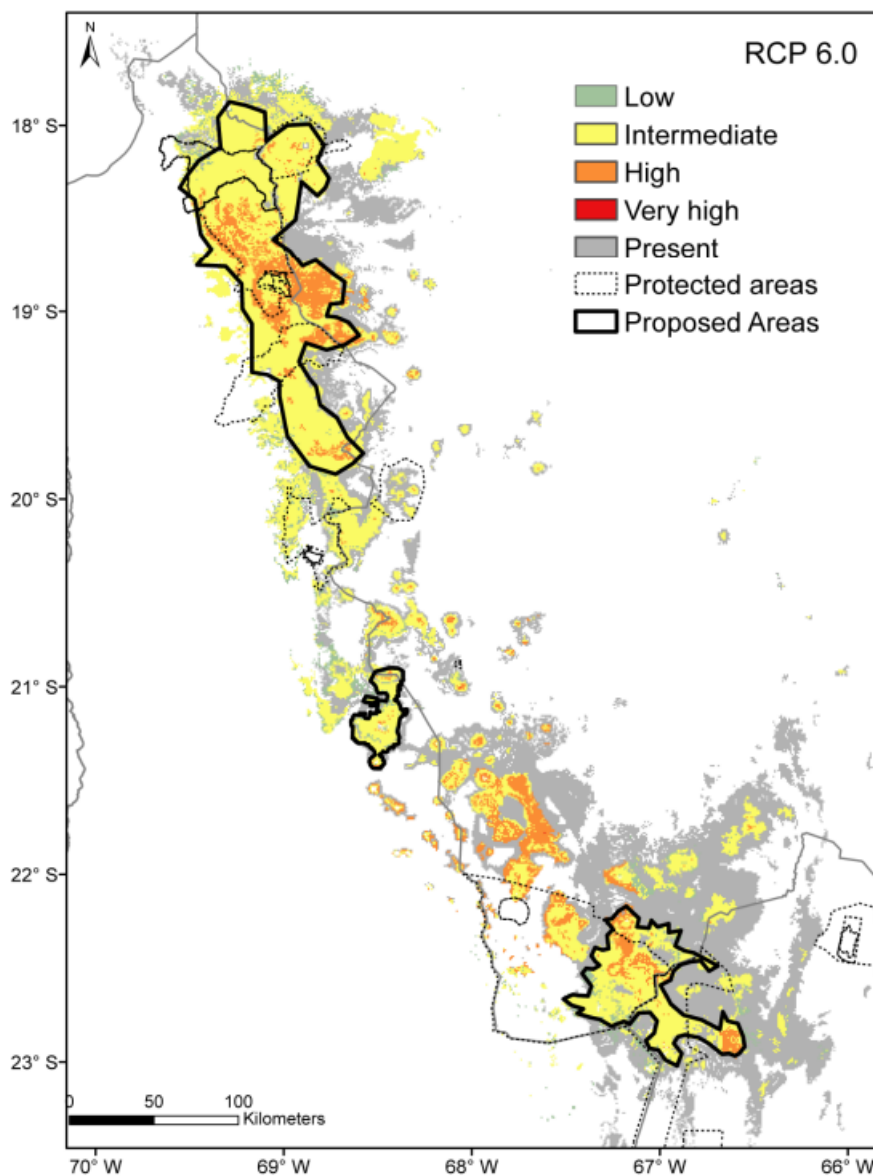 N
RCP 6.0
Low
Intermediate
High
Very high
Present
Protected areas
Proposed Areas
18° S
19° S
20° S
21° S
22° S
23° S
0 50 100
Kilometers
70° W 69° W 68° W 67° W 66° W